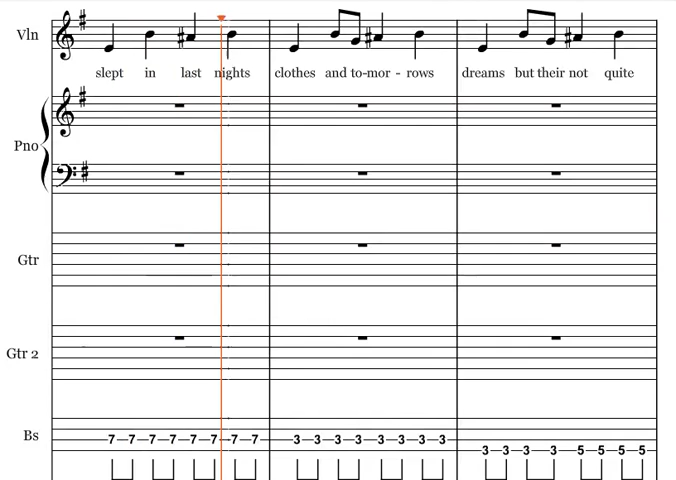 Vln
slept in last nights clothes and to-mor - rows dreams but their not quite
Pno
Gtr
Gtr 2
Bs
7 7 7 7 7 7 7 7 3 3 3 3 3 3 3 3
3 3 3 3 5 5 5 5